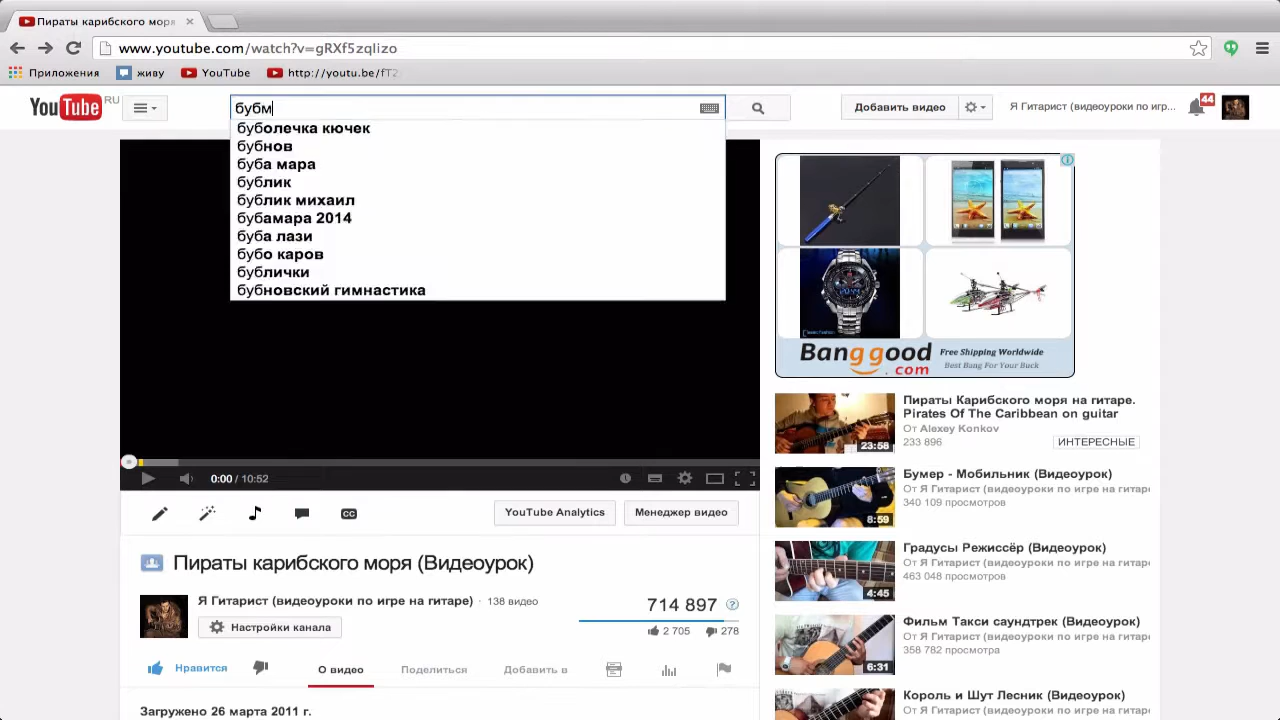 Пираты карибского моря
www.youtube.com/watch?v=gRXf5zqlizo
Приложения живу YouTube http://youtu.be/fT2
YouTube RU
бубм
Добавить видео
Я Гитарист (видеоуроки по игр...
44
буболечка кючек
бубнов
буба мара
бублик
бублик михаил
бубамара 2014
буба лази
бубо каров
бублички
бубновский гимнастика
Banggood.com
Free Shipping Worldwide
Best Bang For Your Buck
0:00 / 10:52
CC
YouTube Analytics
Менеджер видео
Пираты карибского моря (Видеоурок)
Я Гитарист (видеоуроки по игре на гитаре) · 138 видео
Настройки канала
714 897
2 705 278
Нравится
О видео
Поделиться
Добавить в
Загружено 26 марта 2011 г.
23:58
Пираты Карибского моря на гитаре.
Pirates Of The Caribbean on guitar
От Alexey Konkov
233 896
ИНТЕРЕСНЫЕ
8:59
Бумер - Мобильник (Видеоурок)
От Я Гитарист (видеоуроки по игре на гитаре
340 109 просмотров
4:45
Градусы Режиссёр (Видеоурок)
От Я Гитарист (видеоуроки по игре на гитаре
463 048 просмотров
6:31
Фильм Такси саундтрек (Видеоурок)
От Я Гитарист (видеоуроки по игре на гитаре
358 782 просмотра
Король и Шут Лесник (Видеоурок)
От Я Гитарист (видеоуроки по игре на гитаре